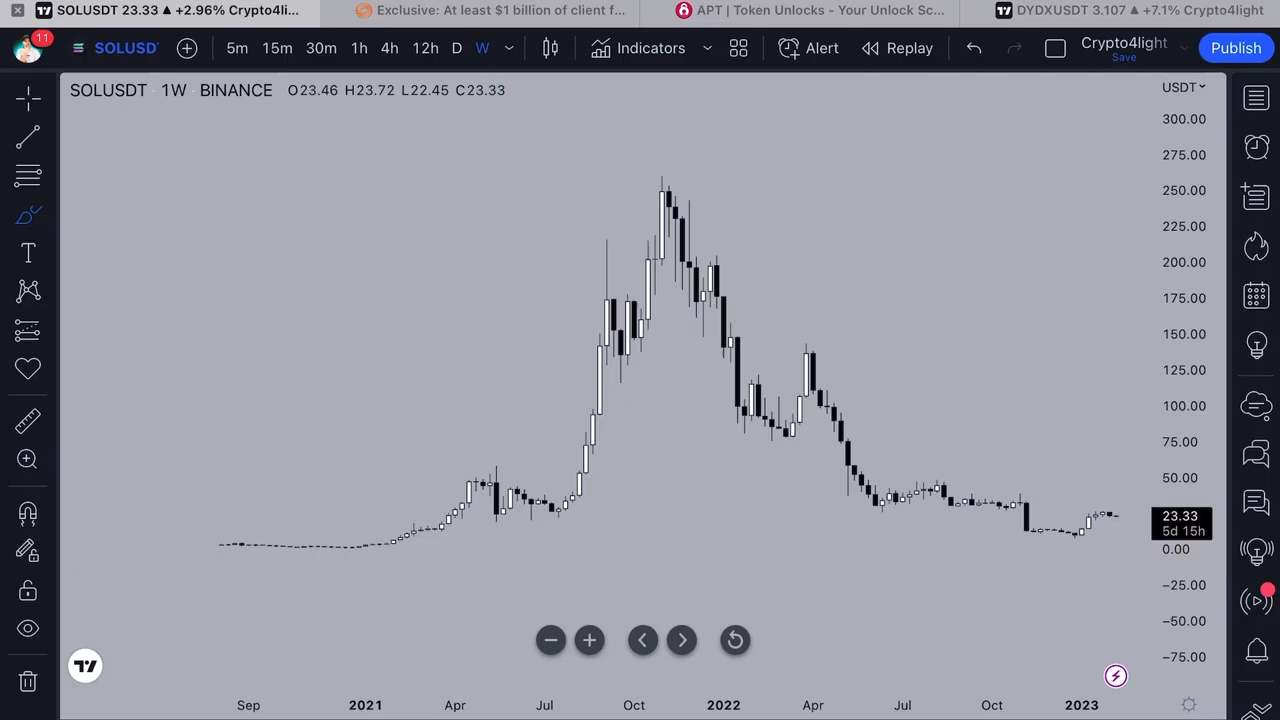 SOLUSDT 23.33 ▲ +2.96% Crypto4li...
Exclusive: At least $1 billion of client f...
APT | Token Unlocks - Your Unlock Sc...
DYDXUSDT 3.107 ▲ +7.1% Crypto4light
11
SOLUSD
5m 15m 30m 1h 4h 12h D W
Indicators
Alert
Replay
Crypto4light
Save
Publish
SOLUSDT 1W BINANCE O23.46 H23.72 L22.45 C23.33
USDT
300.00
275.00
250.00
225.00
200.00
175.00
150.00
125.00
100.00
75.00
50.00
23.33
5d 15h
0.00
−25.00
−50.00
−75.00
Sep 2021 Apr Jul Oct 2022 Apr Jul Oct 2023